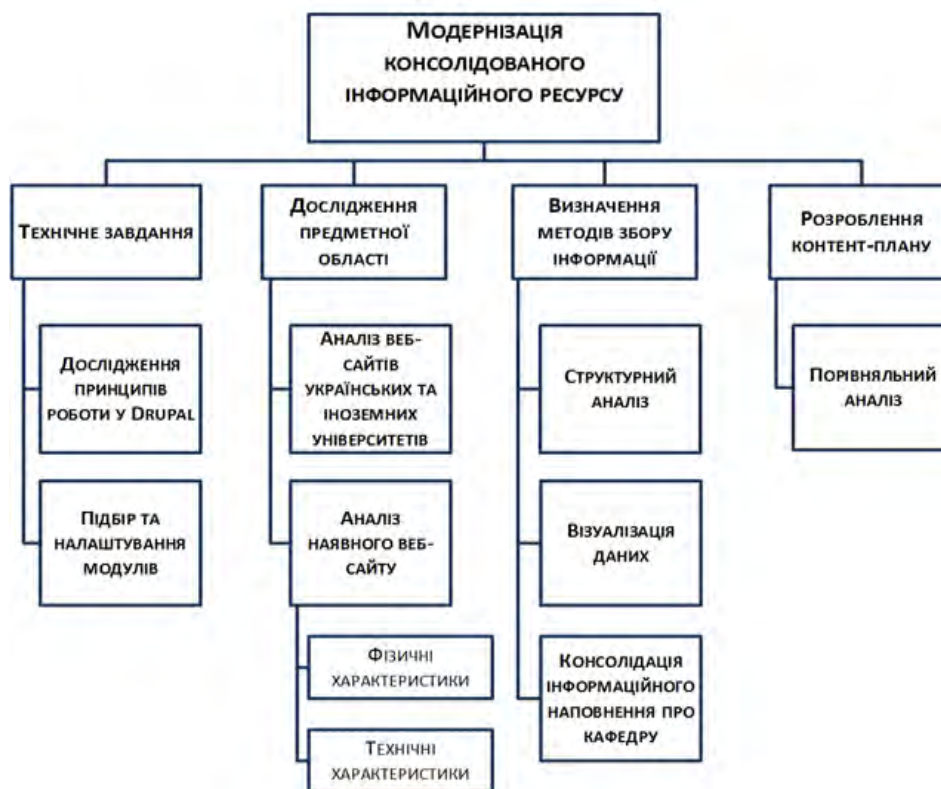 Модернізація
консолідованого
інформаційного ресурсу
Технічне завдання
Дослідження
предметної
області
Визначення
методів збору
інформації
Розроблення
контент-плану
Дослідження
принципів
роботи у Drupal
Підбір та
налаштування
модулів
Аналіз веб-
сайтів
українських та
іноземних
університетів
Аналіз
наявного веб-
сайту
Фізичні
характеристики
Технічні
характеристики
Структурний
аналіз
Візуалізація
даних
Консолідація
інформаційного
наповнення про
кафедру
Порівняльний
аналіз